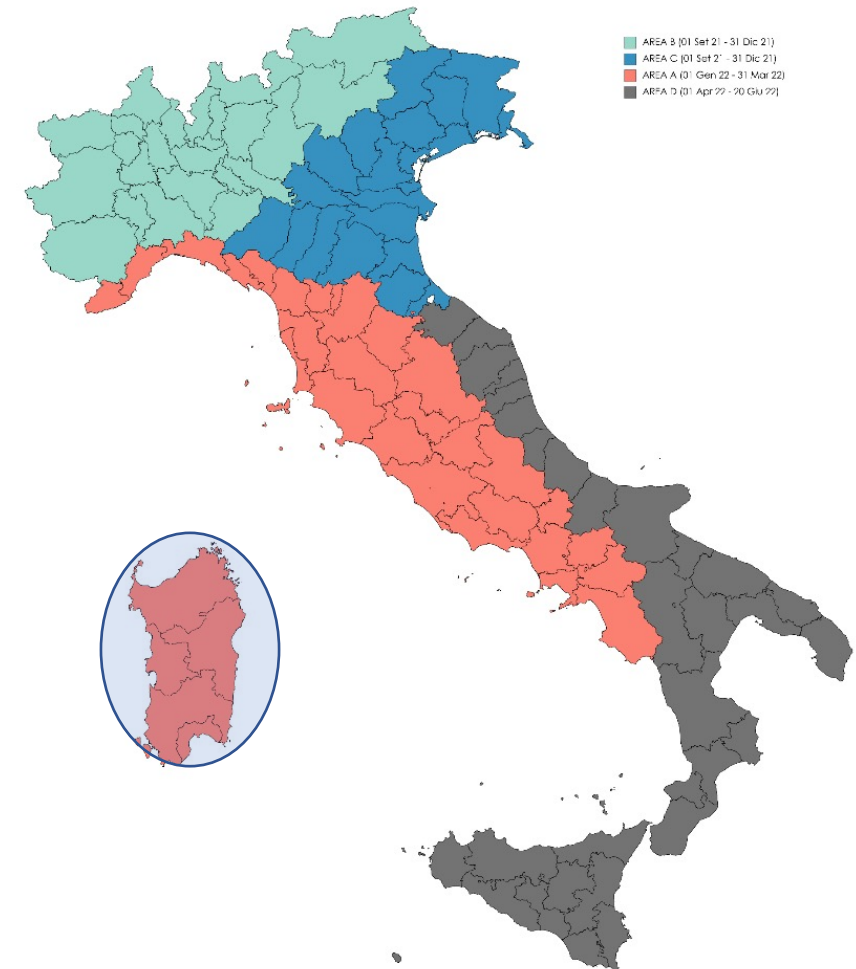 AREA B (01 Set 21 - 31 Dic 21)
AREA C (01 Set 21 - 31 Dic 21)
AREA A (01 Gen 22 - 31 Mar 22)
AREA D (01 Apr 22 - 20 Giu 22)